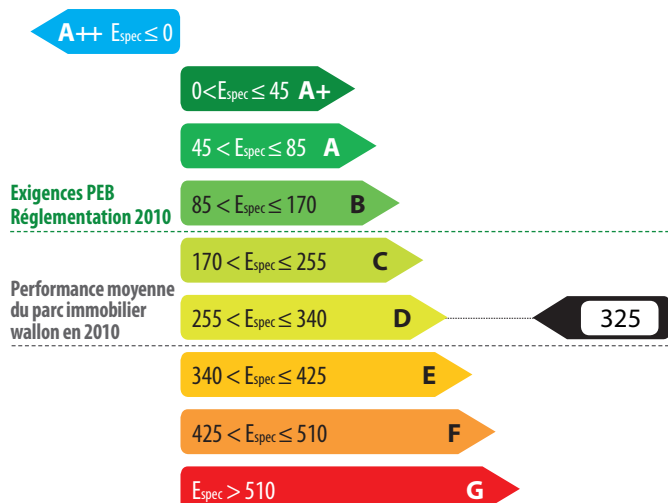 A++ Espec ≤ 0
0<Espec ≤ 45 A+
45 < Espec ≤ 85 A
Exigences PEB
Réglementation 2010
85 < Espec ≤ 170 B
170 < Espec ≤ 255 C
Performance moyenne
du parc immobilier
wallon en 2010
255 < Espec ≤ 340 D
325
340 < Espec ≤ 425 E
425 < Espec ≤ 510 F
Espec > 510 G